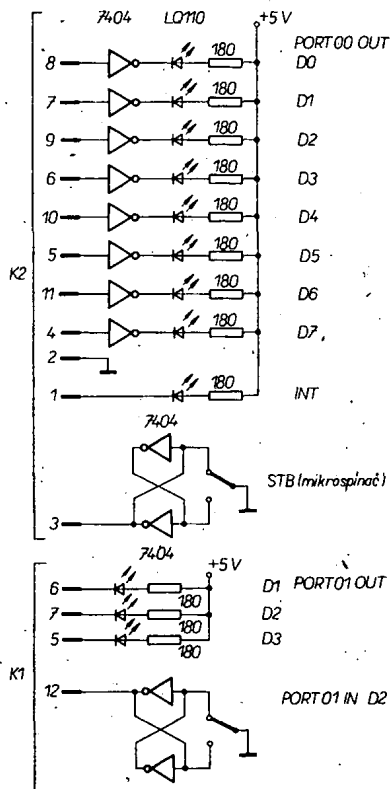 7404 LQ110 +5 V
PORT00 OUT
180
8 D0
180
7 D1
180
9 D2
180
6 D3
180
10 D4
180
5 D5
180
11 D6
180
4 D7
K2
2
180
1 INT
7404
STB (mikrospínač)
3
7404
+5 V
6 D1 PORT01 OUT
180
7 D2
180
5 D3
180
K1
12 PORT01 IN D2